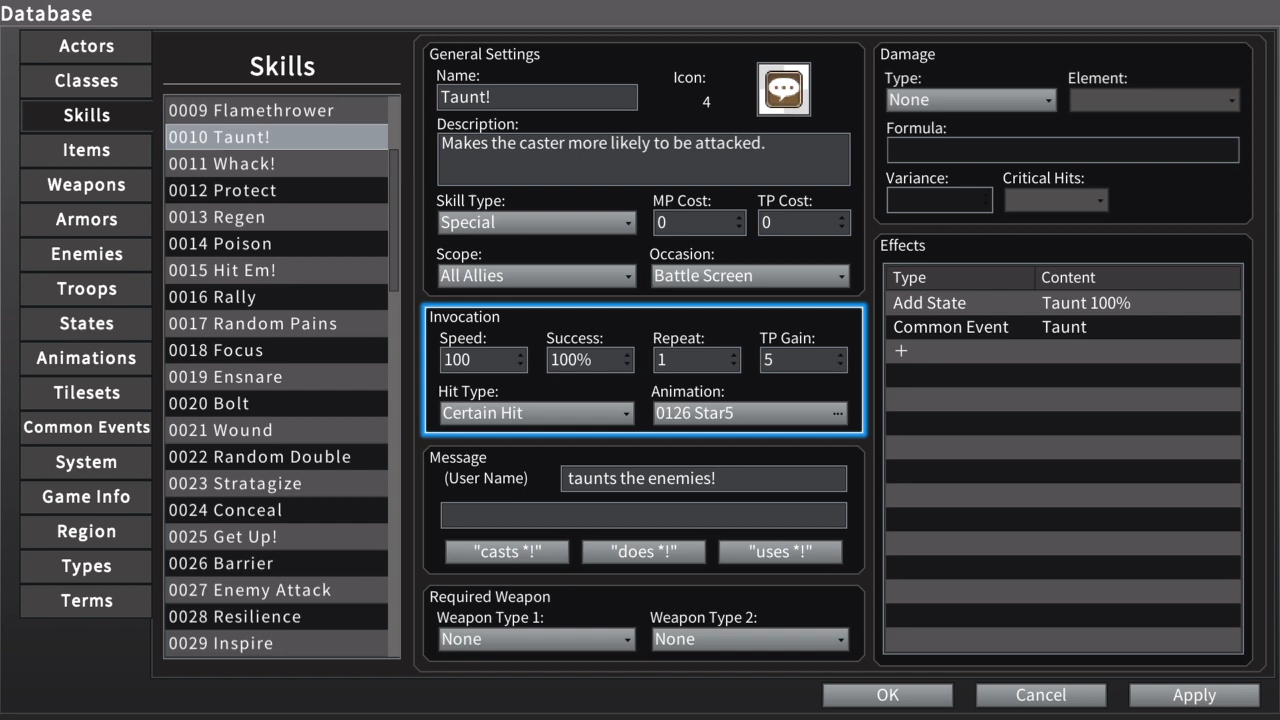 Database
Actors
Classes
Skills
Items
Weapons
Armors
Enemies
Troops
States
Animations
Tilesets
Common Events
System
Game Info
Region
Types
Terms
Skills
0009 Flamethrower
0010 Taunt!
0011 Whack!
0012 Protect
0013 Regen
0014 Poison
0015 Hit Em!
0016 Rally
0017 Random Pains
0018 Focus
0019 Ensnare
0020 Bolt
0021 Wound
0022 Random Double
0023 Stratagize
0024 Conceal
0025 Get Up!
0026 Barrier
0027 Enemy Attack
0028 Resilience
0029 Inspire
General Settings
Name:
Icon:
Taunt!
4
Description:
Makes the caster more likely to be attacked.
Skill Type:
MP Cost:
TP Cost:
Special
0
0
Scope:
Occasion:
All Allies
Battle Screen
Invocation
Speed:
Success:
Repeat:
TP Gain:
100
100%
1
5
Hit Type:
Animation:
Certain Hit
0126 Star5
...
Message
(User Name)
taunts the enemies!
"casts *!"
"does *!"
"uses *!"
Required Weapon
Weapon Type 1:
Weapon Type 2:
None
None
Damage
Type:
Element:
None
Formula:
Variance:
Critical Hits:
Effects
Type
Content
Add State
Taunt 100%
Common Event
Taunt
+
OK
Cancel
Apply